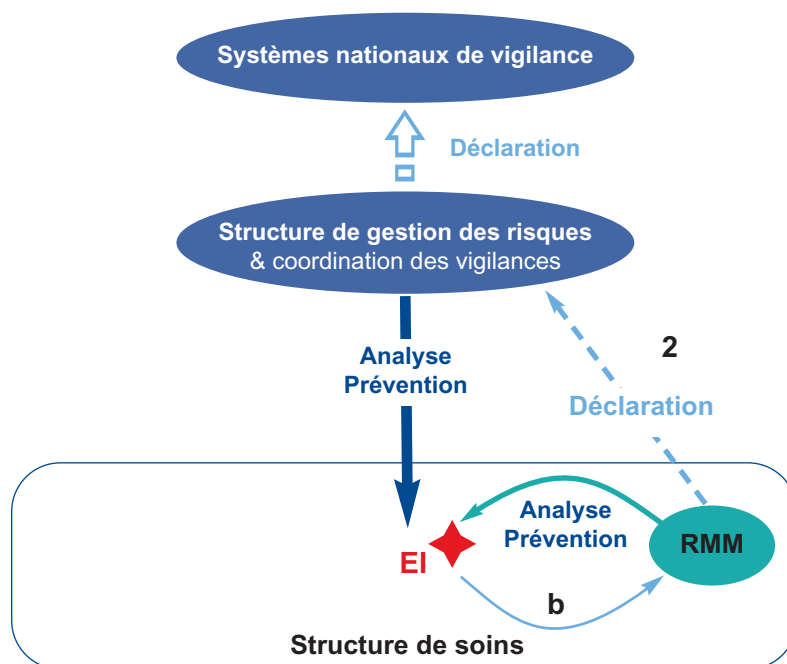 Systèmes nationaux de vigilance
Déclaration
Structure de gestion des risques
& coordination des vigilances
Analyse
Prévention
2
Déclaration
Analyse
Prévention
RMM
EI
b
Structure de soins